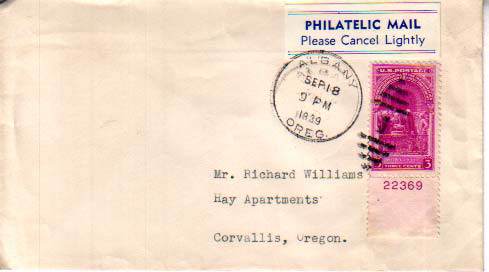 PHILATELIC MAIL
Please Cancel Lightly
ALBANY
SEP 18
9 PM
1939
OREG.
U.S. POSTAGE
3
THREE CENTS
22369
Mr. Richard Williams
Hay Apartments
Corvallis, Oregon.